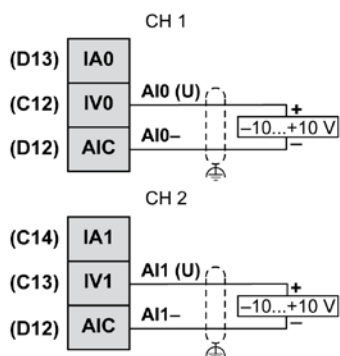 CH 1
(D13) IA0
(C12) IV0 AI0 (U) +
–10...+10 V
(D12) AIC AI0– –
CH 2
(C14) IA1
(C13) IV1 AI1 (U) +
–10...+10 V
(D12) AIC AI1– –